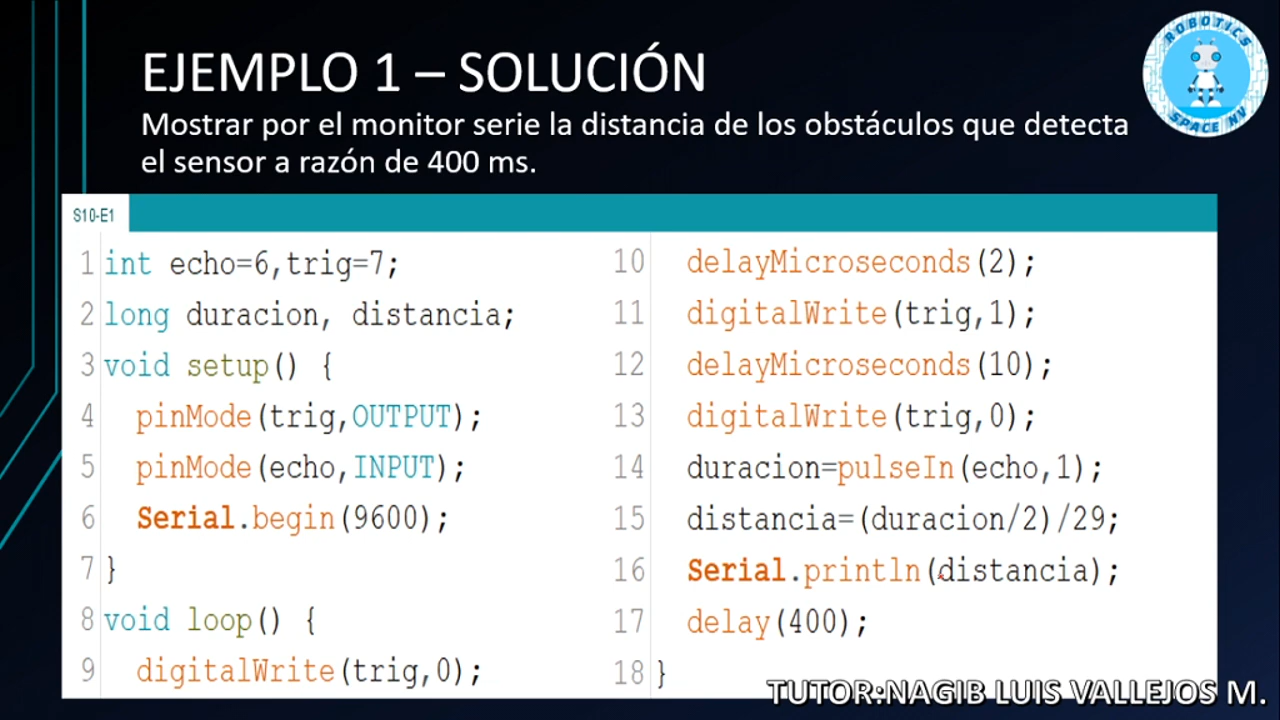 EJEMPLO 1 – SOLUCIÓN
Mostrar por el monitor serie la distancia de los obstáculos que detecta
el sensor a razón de 400 ms.
ROBOTICS
SPACE NV
S10-E1
1 int echo=6,trig=7;
2 long duracion, distancia;
3 void setup() {
4 pinMode(trig,OUTPUT);
5 pinMode(echo,INPUT);
6 Serial.begin(9600);
7 }
8 void loop() {
9 digitalWrite(trig,0);
10 delayMicroseconds(2);
11 digitalWrite(trig,1);
12 delayMicroseconds(10);
13 digitalWrite(trig,0);
14 duracion=pulseIn(echo,1);
15 distancia=(duracion/2)/29;
16 Serial.println(distancia);
17 delay(400);
18 }
TUTOR:NAGIB LUIS VALLEJOS M.